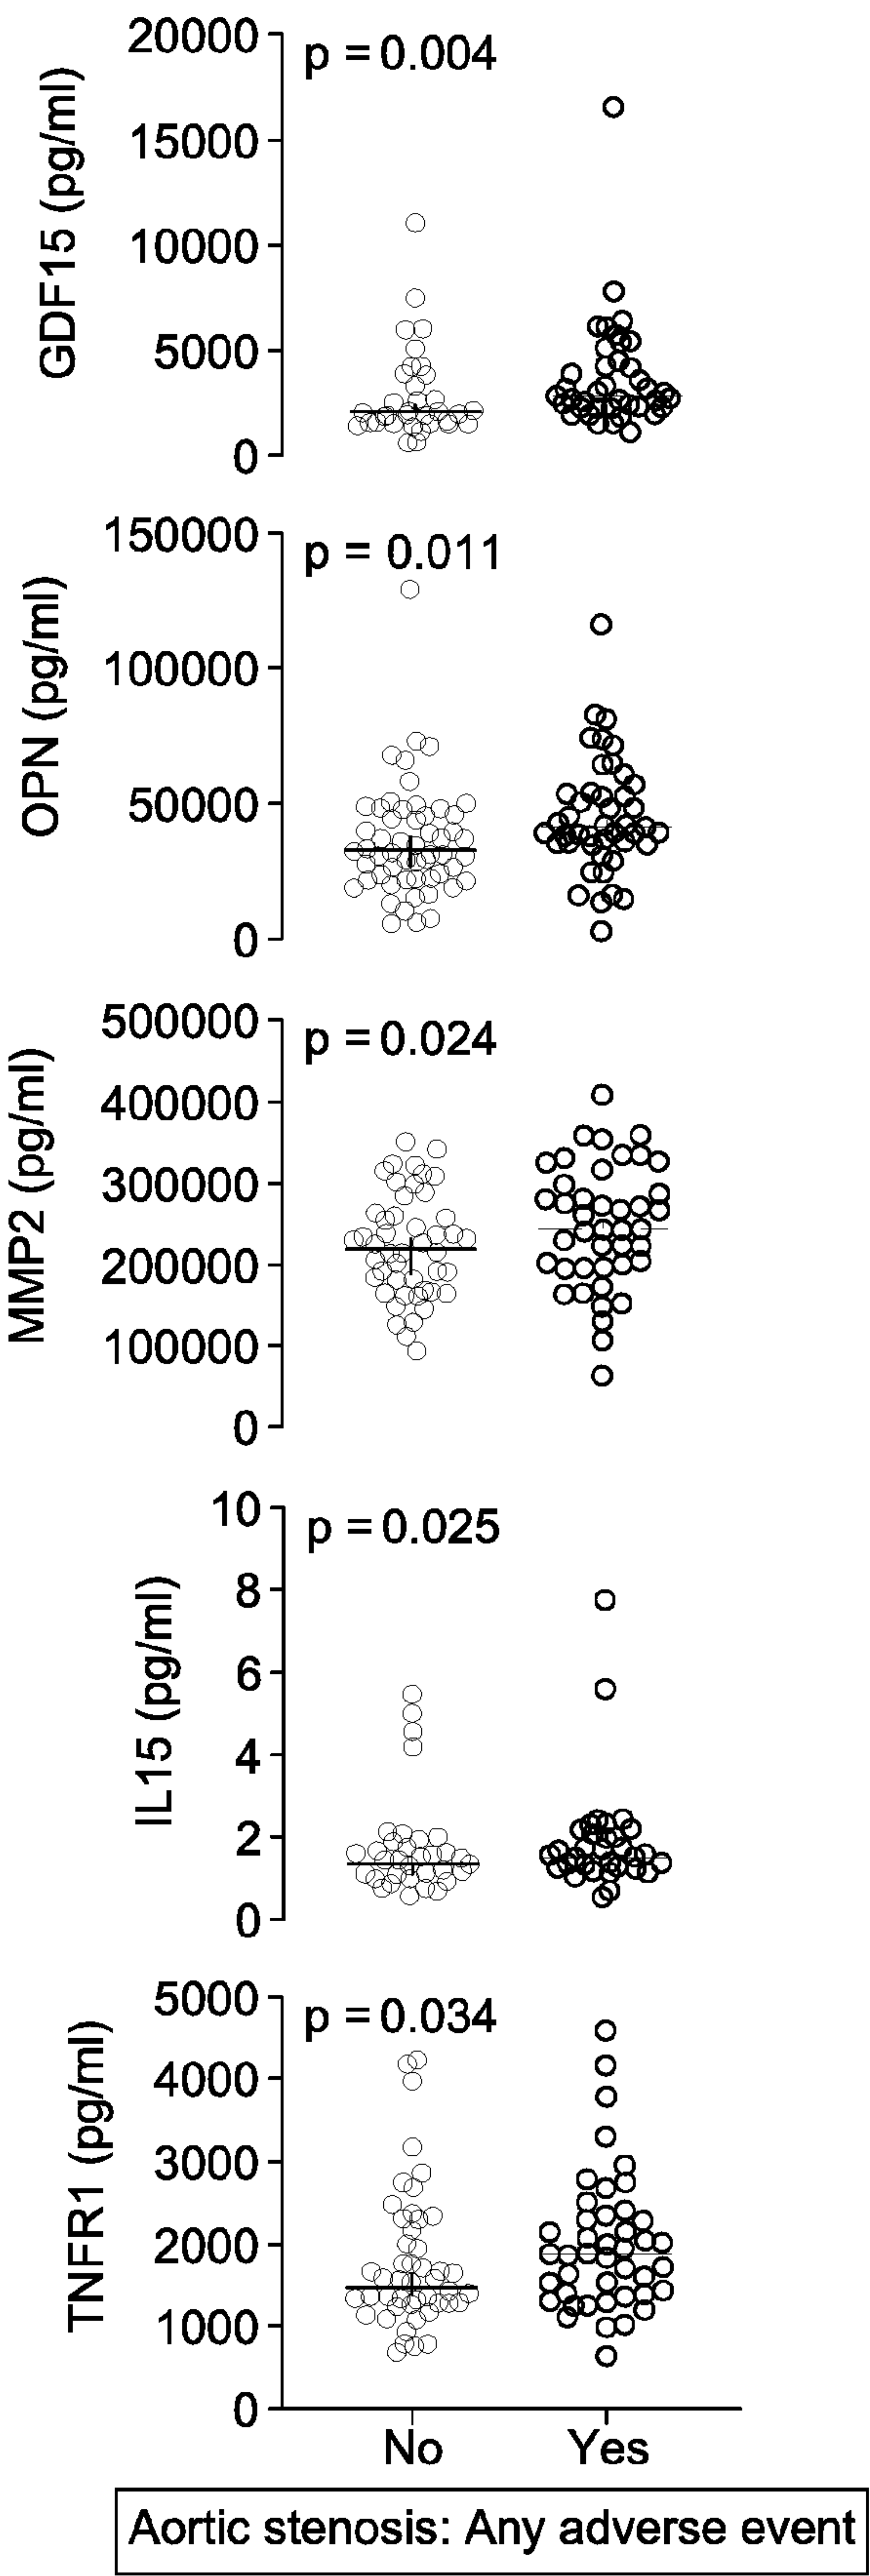 GDF15 (pg/ml)
20000
15000
10000
5000
0
p = 0.004
OPN (pg/ml)
150000
100000
50000
0
p = 0.011
MMP2 (pg/ml)
500000
400000
300000
200000
100000
0
p = 0.024
IL15 (pg/ml)
10
8
6
4
2
0
p = 0.025
TNFR1 (pg/ml)
5000
4000
3000
2000
1000
0
p = 0.034
No Yes
Aortic stenosis: Any adverse event